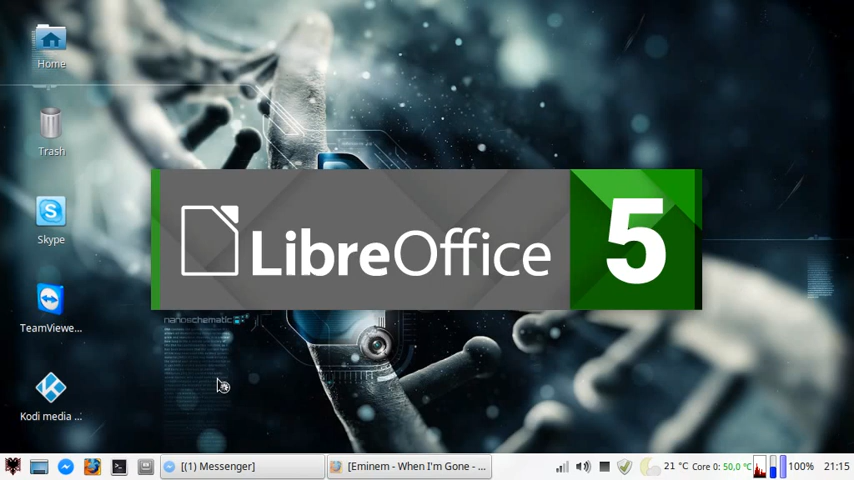 Home
Trash
Skype
TeamViewe...
Kodi media ...
LibreOffice 5
nanoschematic
[(1) Messenger]
[Eminem - When I'm Gone - ...
21 °C
Core 0: 50,0 °C
100%
21:15